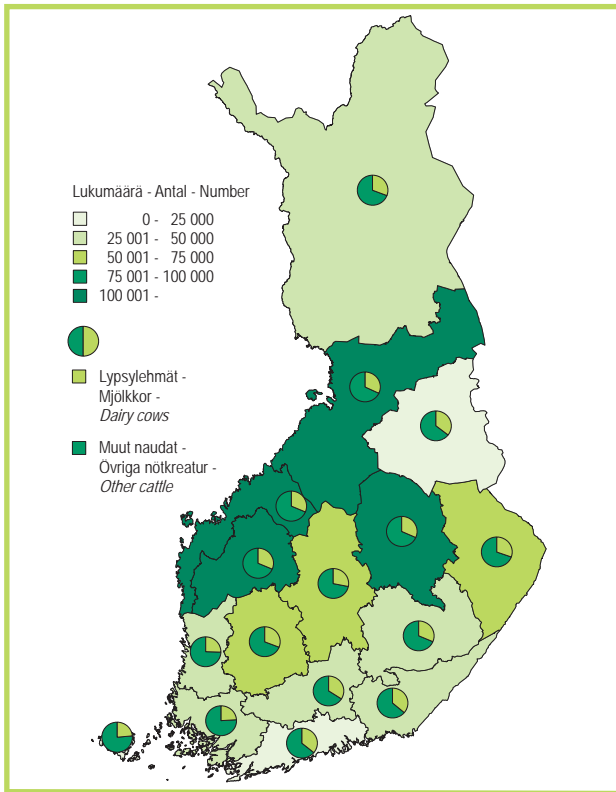 Lukumäärä - Antal - Number
0 - 25 000
25 001 - 50 000
50 001 - 75 000
75 001 - 100 000
100 001 -
Lypsylehmät -
Mjölkkor -
Dairy cows
Muut naudat -
Övriga nötkreatur -
Other cattle